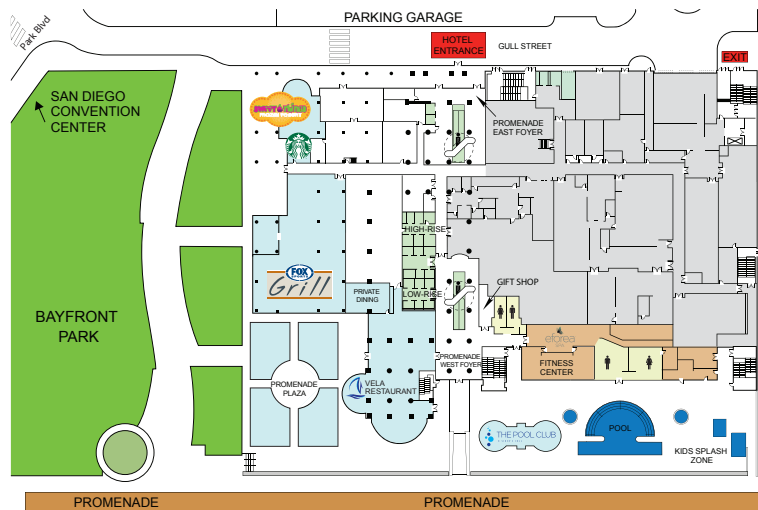 PARKING GARAGE
Park Blvd
HOTEL
ENTRANCE
GULL STREET
EXIT
SAN DIEGO
CONVENTION
CENTER
PROMENADE
EAST FOYER
HIGH-RISE
FOX
SPORTS
Grill
PRIVATE
DINING
LOW-RISE
GIFT SHOP
BAYFRONT
PARK
eforea
FITNESS
CENTER
PROMENADE
WEST FOYER
PROMENADE
PLAZA
VELA
RESTAURANT
THE POOL CLUB
POOL
KIDS SPLASH
ZONE
PROMENADE
PROMENADE